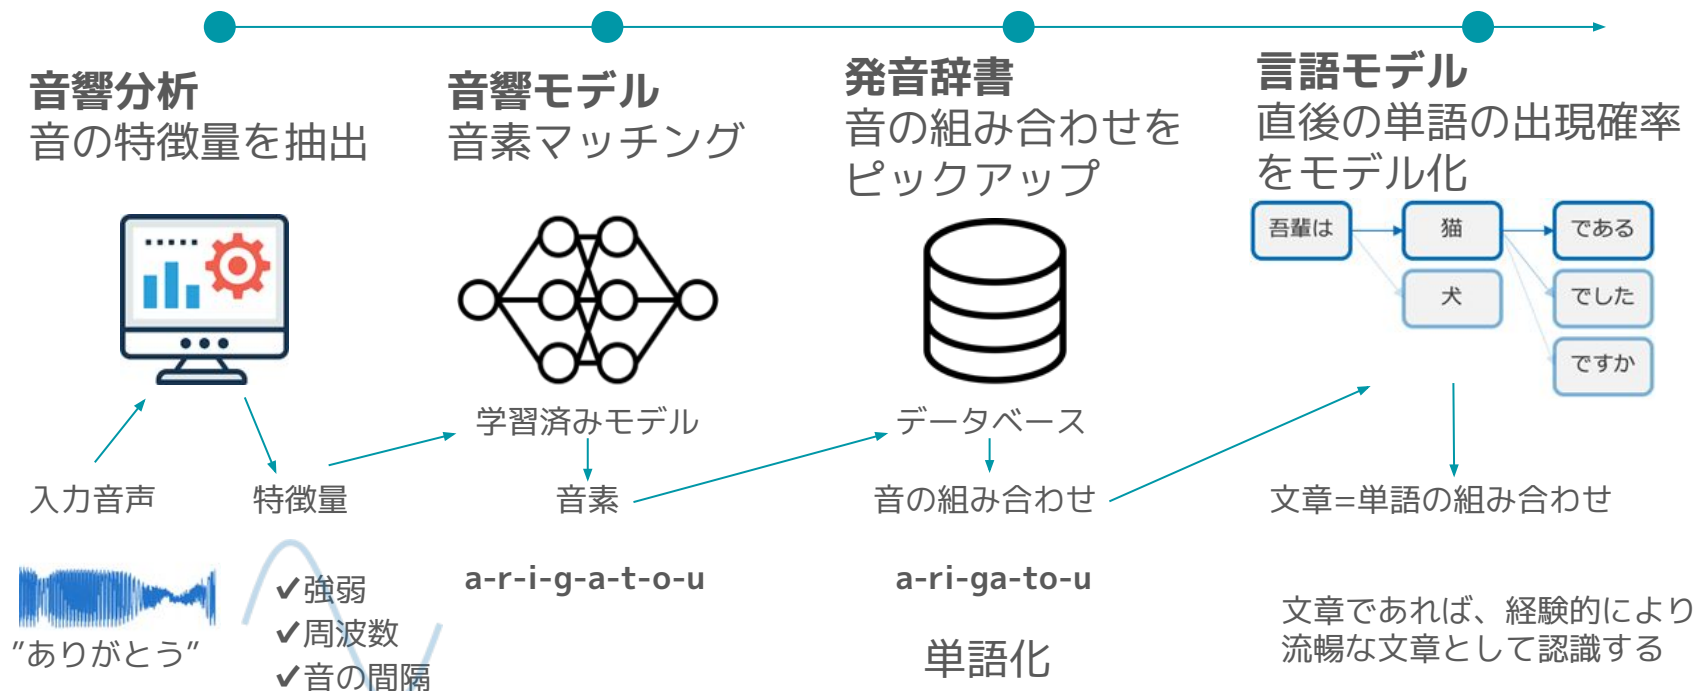 音響分析
音の特徴量を抽出
音響モデル
音素マッチング
発音辞書
音の組み合わせを
ピックアップ
言語モデル
直後の単語の出現確率
をモデル化
吾輩は
猫
である
犬
でした
ですか
学習済みモデル
データベース
入力音声
特徴量
音素
音の組み合わせ
文章=単語の組み合わせ
"ありがとう"
✔強弱
✔周波数
✔音の間隔
a-r-i-g-a-t-o-u
a-ri-ga-to-u
単語化
文章であれば、経験的により
流暢な文章として認識する